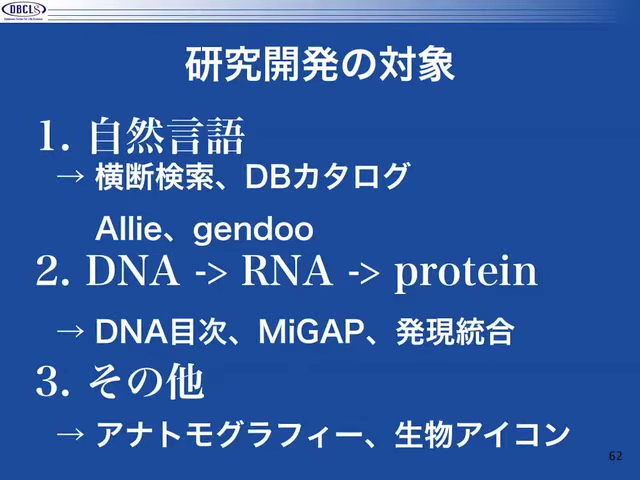 DBCLS
研究開発の対象
1. 自然言語
→ 横断検索、DBカタログ
Allie、gendoo
2. DNA -> RNA -> protein
→ DNA目次、MiGAP、発現統合
3. その他
→ アナトモグラフィー、生物アイコン
62